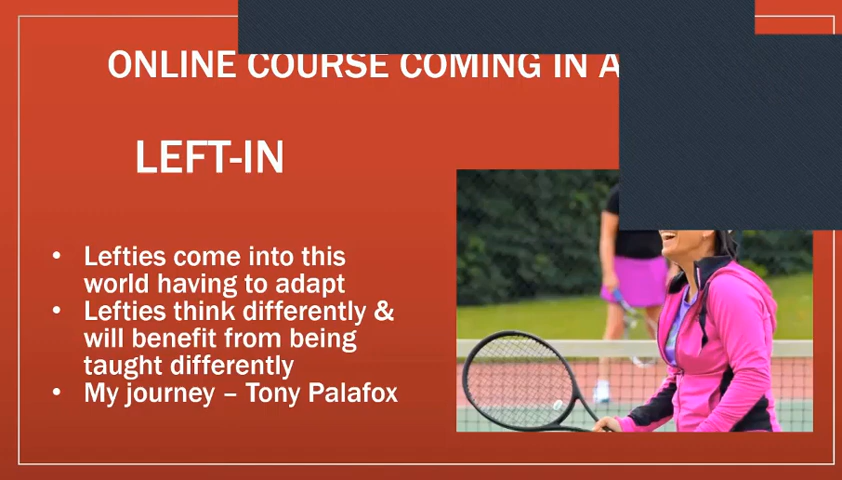 ONLINE COURSE COMING IN
LEFT-IN
• Lefties come into this
world having to adapt
• Lefties think differently &
will benefit from being
taught differently
• My journey – Tony Palafox